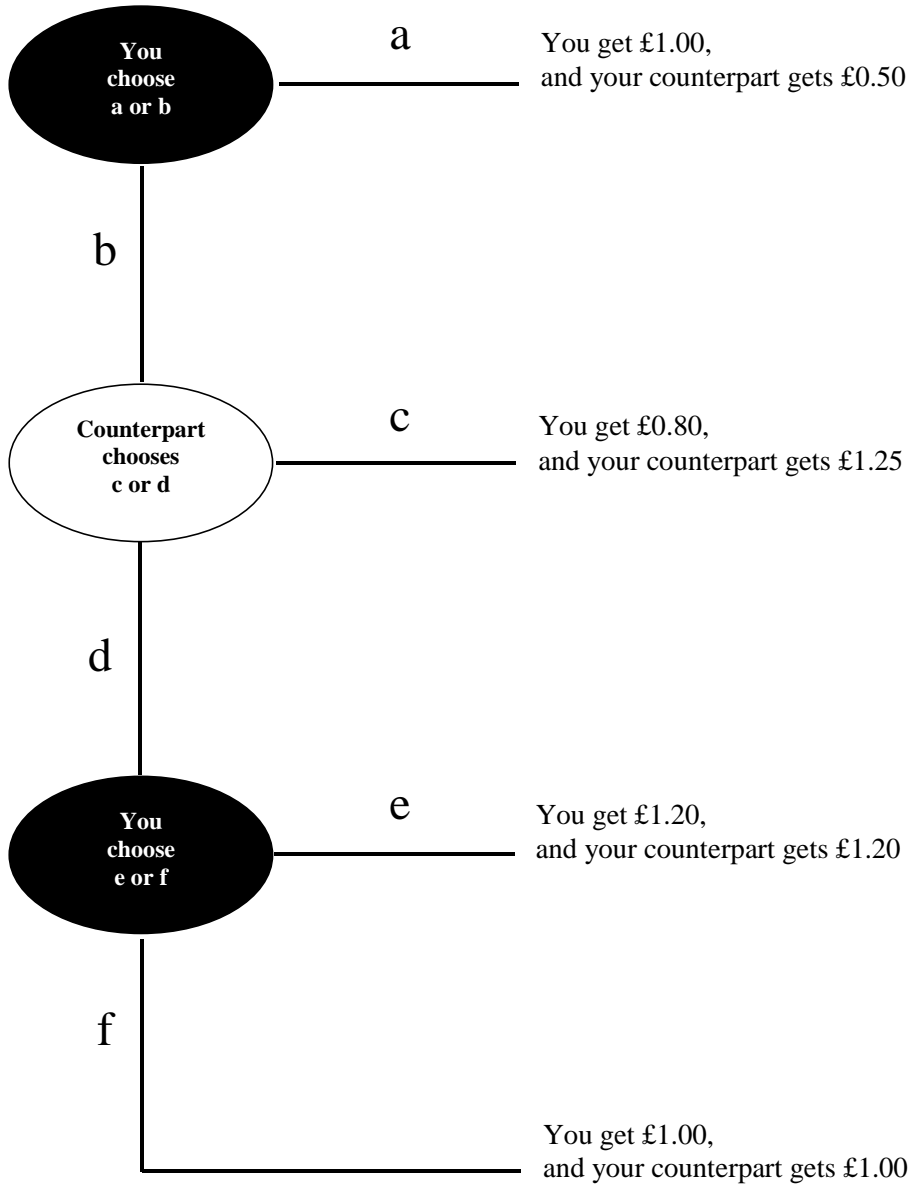 You
choose
a or b
a
You get £1.00,
and your counterpart gets £0.50
b
Counterpart
chooses
c or d
c
You get £0.80,
and your counterpart gets £1.25
d
You
choose
e or f
e
You get £1.20,
and your counterpart gets £1.20
f
You get £1.00,
and your counterpart gets £1.00